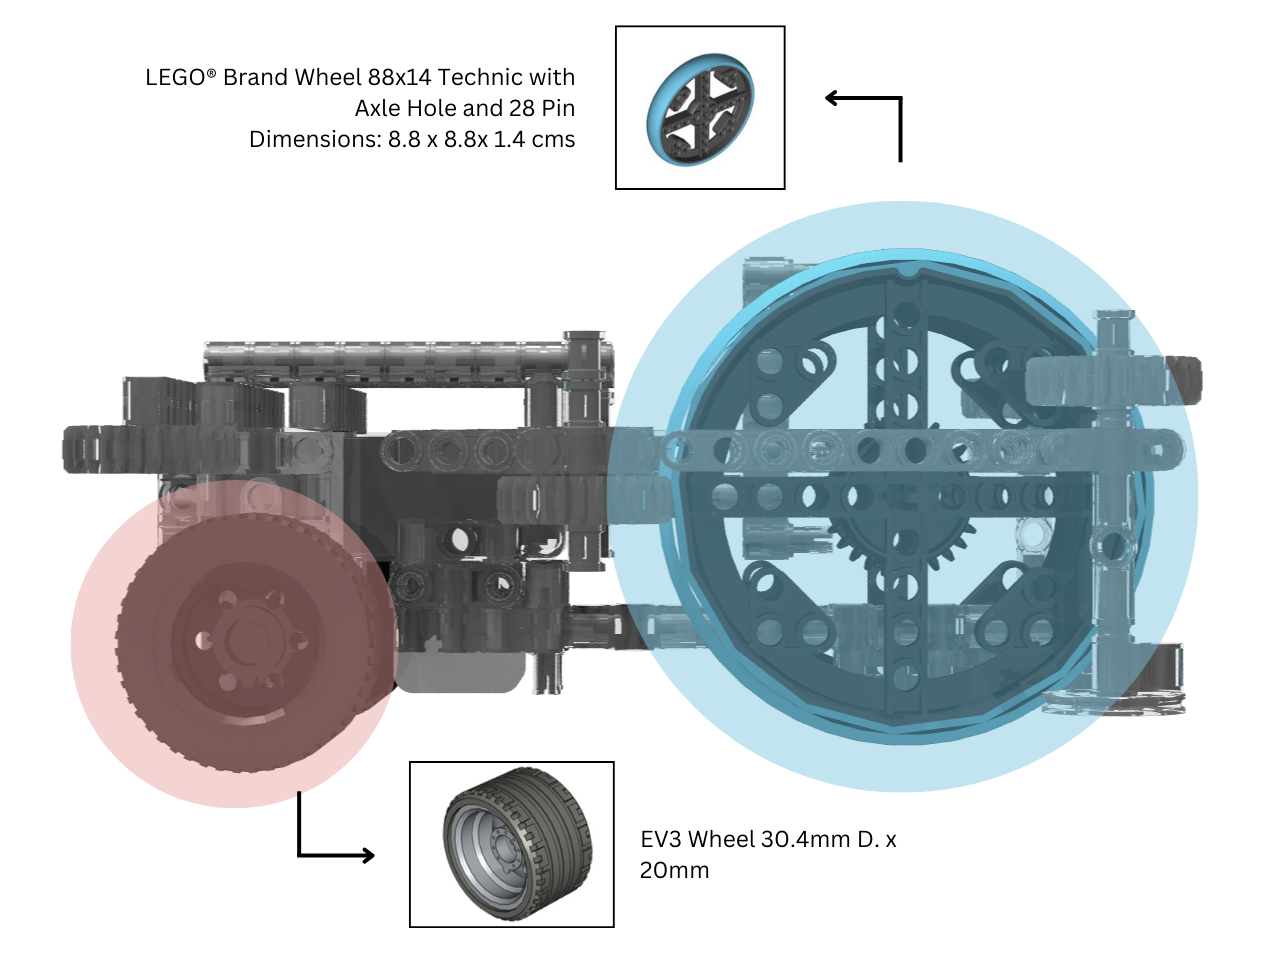 LEGO® Brand Wheel 88x14 Technic with
Axle Hole and 28 Pin
Dimensions: 8.8 x 8.8x 1.4 cms
EV3 Wheel 30.4mm D. x
20mm